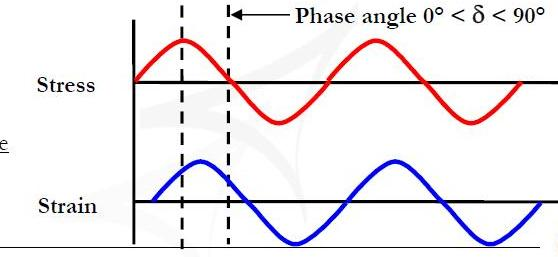 Phase angle 0° < δ < 90°
Stress
e
Strain